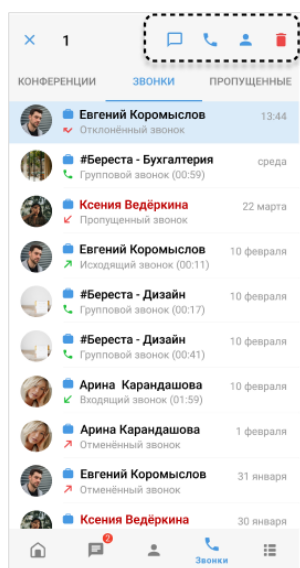 1
КОНФЕРЕНЦИИ ЗВОНКИ ПРОПУЩЕННЫЕ
Евгений Коромыслов 13:44
Отклонённый звонок
#Береста - Бухгалтерия среда
Групповой звонок (00:59)
Ксения Ведёркина 22 марта
Пропущенный звонок
Евгений Коромыслов 10 февраля
Исходящий звонок (00:11)
#Береста - Дизайн 10 февраля
Групповой звонок (00:17)
#Береста - Дизайн 10 февраля
Групповой звонок (00:41)
Арина Карандашова 10 февраля
Входящий звонок (01:59)
Арина Карандашова 1 февраля
Отменённый звонок
Евгений Коромыслов 31 января
Отменённый звонок
Ксения Ведёркина 30 января
2
Звонки